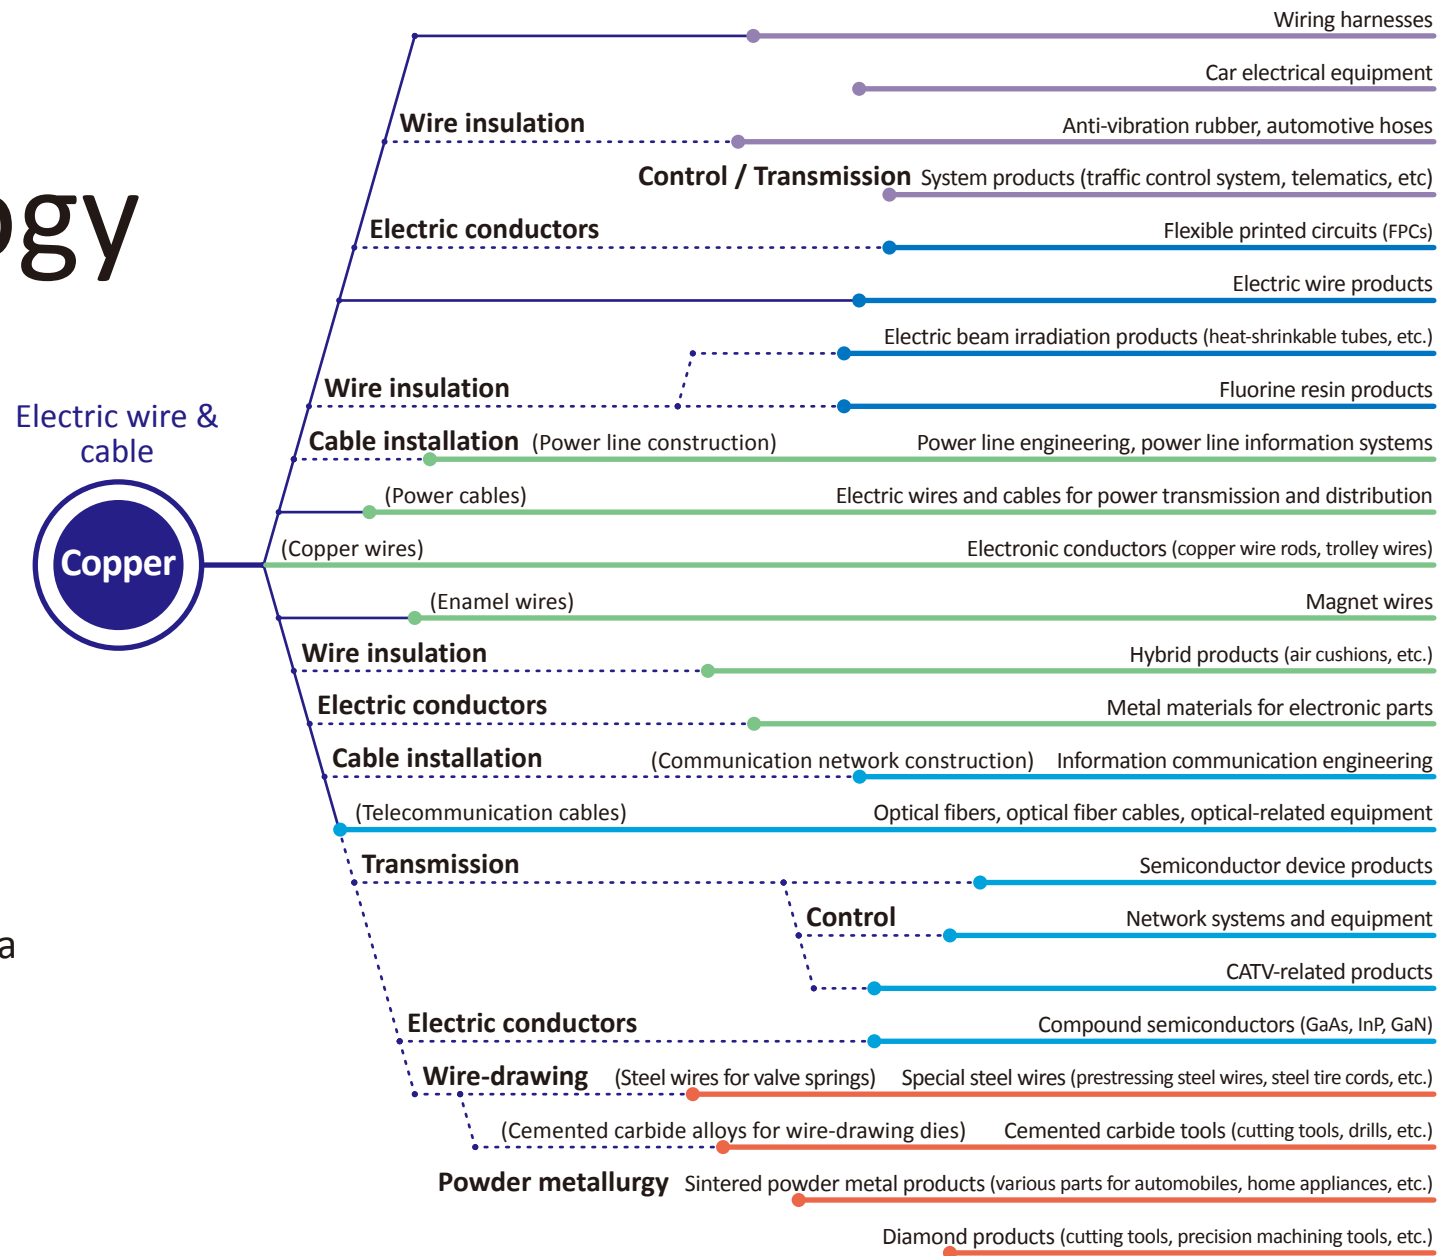 Wiring harnesses
Car electrical equipment
Wire insulation
Anti-vibration rubber, automotive hoses
Control / Transmission
System products (traffic control system, telematics, etc)
ogy
Electric conductors
Flexible printed circuits (FPCs)
Electric wire products
Electric beam irradiation products (heat-shrinkable tubes, etc.)
Wire insulation
Fluorine resin products
Electric wire &
cable
Copper
Cable installation (Power line construction)
Power line engineering, power line information systems
(Power cables)
Electric wires and cables for power transmission and distribution
(Copper wires)
Electronic conductors (copper wire rods, trolley wires)
(Enamel wires)
Magnet wires
Wire insulation
Hybrid products (air cushions, etc.)
Electric conductors
Metal materials for electronic parts
Cable installation
(Communication network construction)
Information communication engineering
(Telecommunication cables)
Optical fibers, optical fiber cables, optical-related equipment
Transmission
Semiconductor device products
Control
Network systems and equipment
a
CATV-related products
Electric conductors
Compound semiconductors (GaAs, InP, GaN)
Wire-drawing
(Steel wires for valve springs)
Special steel wires (prestressing steel wires, steel tire cords, etc.)
(Cemented carbide alloys for wire-drawing dies)
Cemented carbide tools (cutting tools, drills, etc.)
Powder metallurgy
Sintered powder metal products (various parts for automobiles, home appliances, etc.)
Diamond products (cutting tools, precision machining tools, etc.)